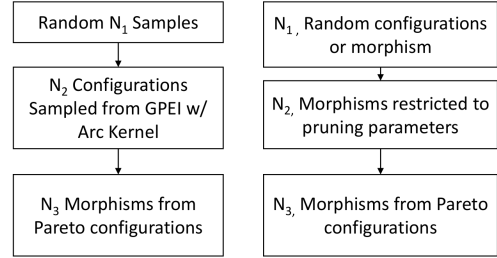 Random N₁ Samples
N₂ Configurations
Sampled from GPEI w/
Arc Kernel
N₃ Morphisms from
Pareto configurations
N₁, Random configurations
or morphism
N₂, Morphisms restricted to
pruning parameters
N₃, Morphisms from Pareto
configurations